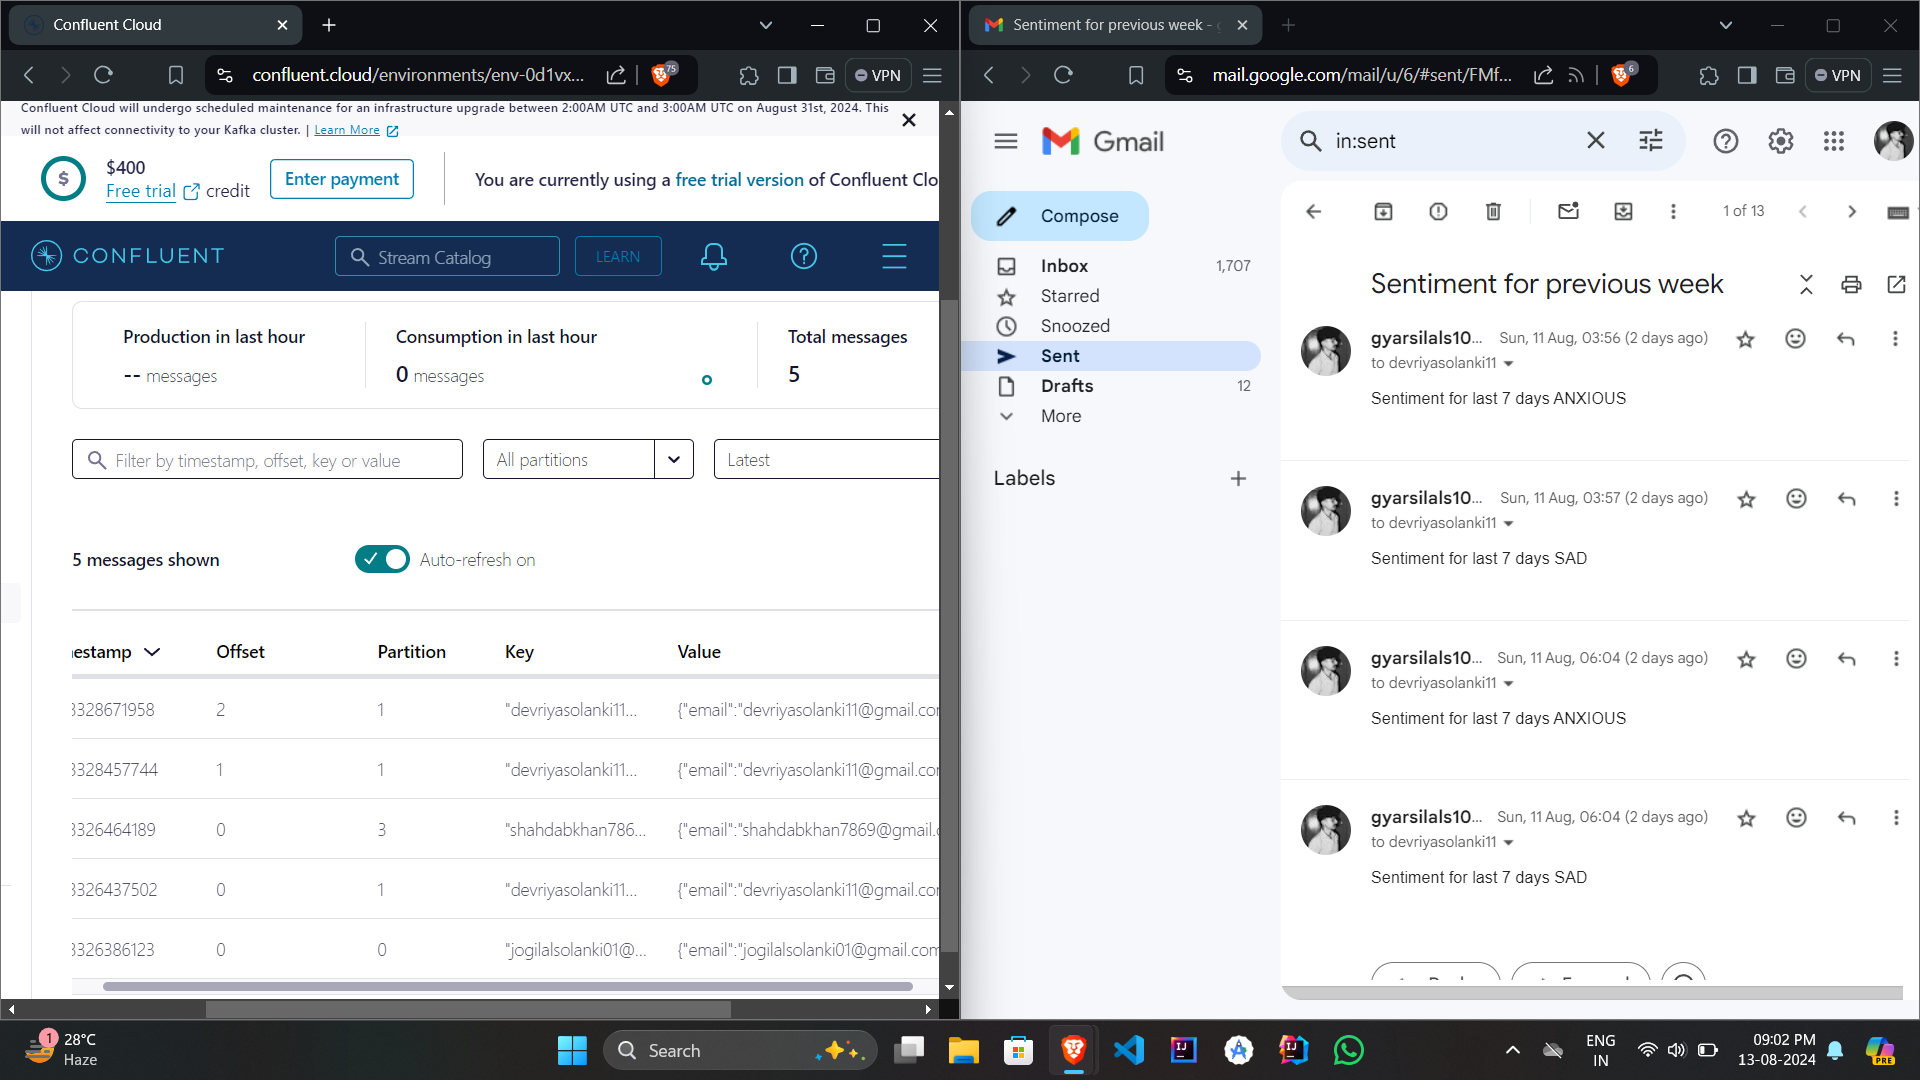 Confluent Cloud
confluent.cloud/environments/env-0d1vx...
75
VPN
Confluent Cloud will undergo scheduled maintenance for an infrastructure upgrade between 2:00AM UTC and 3:00AM UTC on August 31st, 2024. This
will not affect connectivity to your Kafka cluster. | Learn More
$
$400
Free trial credit
Enter payment
You are currently using a free trial version of Confluent Clo
CONFLUENT
Stream Catalog
LEARN
Production in last hour
-- messages
Consumption in last hour
0 messages
Total messages
5
Filter by timestamp, offset, key or value
All partitions
Latest
5 messages shown
Auto-refresh on
estamp Offset Partition Key Value
3328671958 2 1 "devriyasolanki11... {"email":"devriyasolanki11@gmail.co
3328457744 1 1 "devriyasolanki11... {"email":"devriyasolanki11@gmail.co
3326464189 0 3 "shahdabkhan786... {"email":"shahdabkhan7869@gmail.
3326437502 0 1 "devriyasolanki11... {"email":"devriyasolanki11@gmail.co
3326386123 0 0 "jogilalsolanki01@... {"email":"jogilalsolanki01@gmail.com
Sentiment for previous week -
mail.google.com/mail/u/6/#sent/FMf...
6
VPN
Gmail
in:sent
Compose
Inbox 1,707
Starred
Snoozed
Sent
Drafts 12
More
Labels
1 of 13
Sentiment for previous week
gyarsilals10... Sun, 11 Aug, 03:56 (2 days ago)
to devriyasolanki11
Sentiment for last 7 days ANXIOUS
gyarsilals10... Sun, 11 Aug, 03:57 (2 days ago)
to devriyasolanki11
Sentiment for last 7 days SAD
gyarsilals10... Sun, 11 Aug, 06:04 (2 days ago)
to devriyasolanki11
Sentiment for last 7 days ANXIOUS
gyarsilals10... Sun, 11 Aug, 06:04 (2 days ago)
to devriyasolanki11
Sentiment for last 7 days SAD
1
28°C
Haze
Search
IJ
IJ
PRE
ENG
IN
09:02 PM
13-08-2024